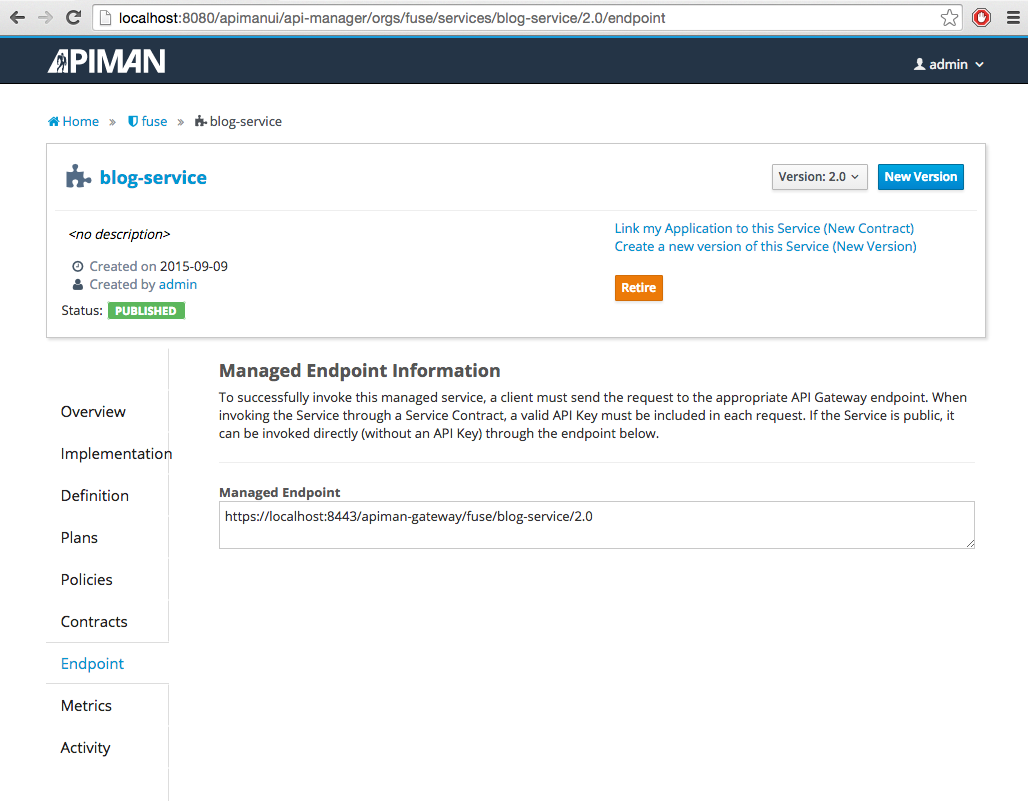 localhost:8080/apimanui/api-manager/orgs/fuse/services/blog-service/2.0/endpoint
APIMAN
admin
Home » fuse » blog-service
blog-service
Version: 2.0
New Version
<no description>
Link my Application to this Service (New Contract)
Create a new version of this Service (New Version)
Created on 2015-09-09
Created by admin
Retire
Status: PUBLISHED
Managed Endpoint Information
To successfully invoke this managed service, a client must send the request to the appropriate API Gateway endpoint. When
invoking the Service through a Service Contract, a valid API Key must be included in each request. If the Service is public, it
can be invoked directly (without an API Key) through the endpoint below.
Managed Endpoint
https://localhost:8443/apiman-gateway/fuse/blog-service/2.0
Overview
Implementation
Definition
Plans
Policies
Contracts
Endpoint
Metrics
Activity